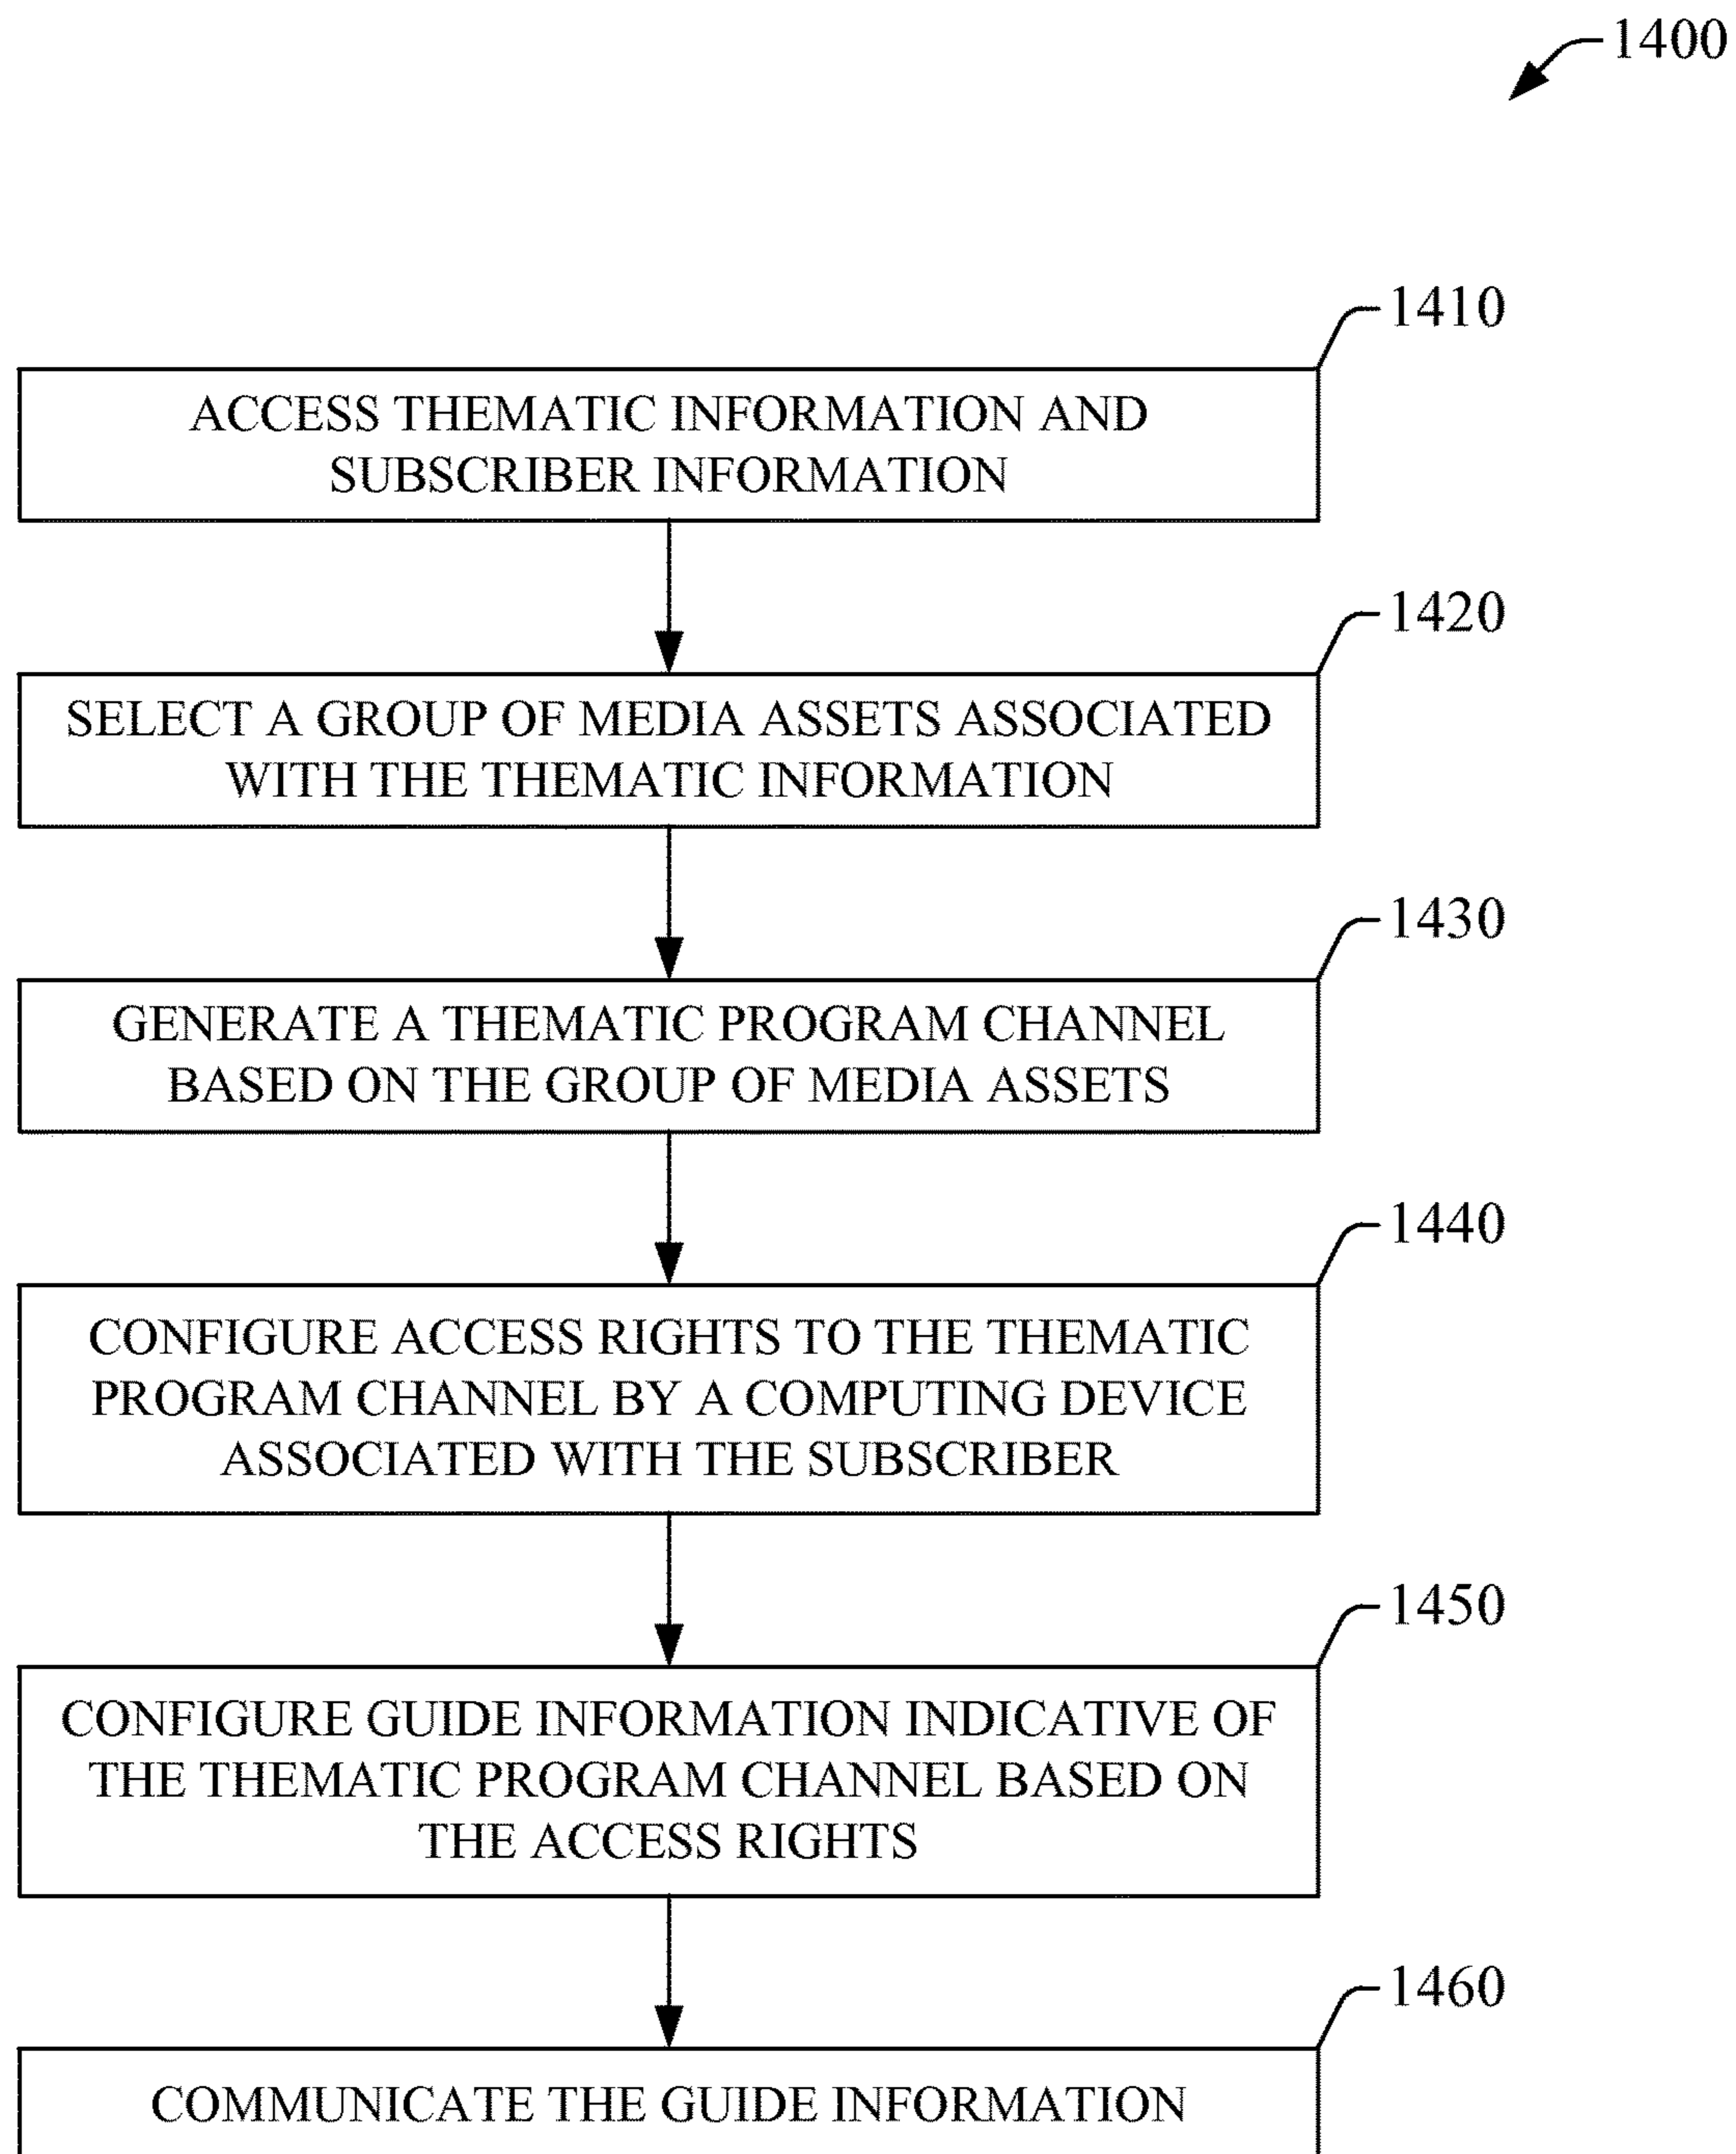 1400
1410
ACCESS THEMATIC INFORMATION AND
SUBSCRIBER INFORMATION
1420
SELECT A GROUP OF MEDIA ASSETS ASSOCIATED
WITH THE THEMATIC INFORMATION
1430
GENERATE A THEMATIC PROGRAM CHANNEL
BASED ON THE GROUP OF MEDIA ASSETS
1440
CONFIGURE ACCESS RIGHTS TO THE THEMATIC
PROGRAM CHANNEL BY A COMPUTING DEVICE
ASSOCIATED WITH THE SUBSCRIBER
1450
CONFIGURE GUIDE INFORMATION INDICATIVE OF
THE THEMATIC PROGRAM CHANNEL BASED ON
THE ACCESS RIGHTS
1460
COMMUNICATE THE GUIDE INFORMATION